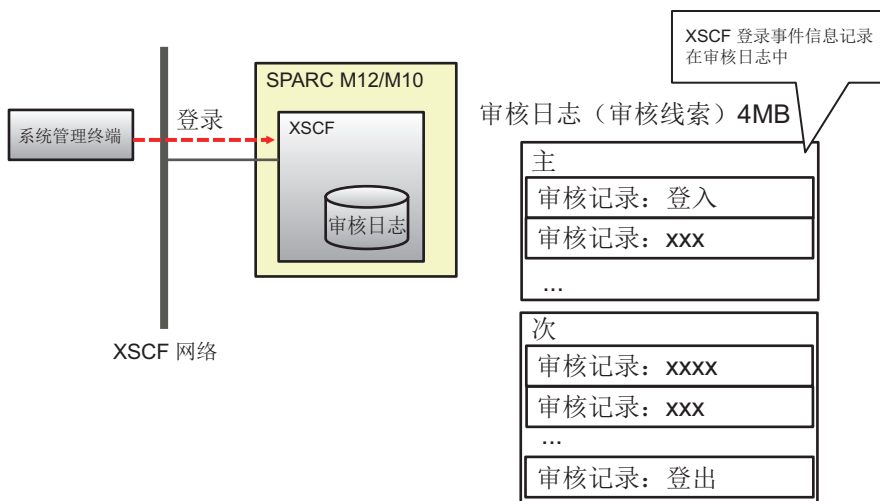 XSCF 登录事件信息记录
在审核日志中
SPARC M12/M10
系统管理终端
登录
XSCF
审核日志
XSCF 网络
审核日志（审核线索）4MB
主
审核记录：登入
审核记录：xxx
...
次
审核记录：xxxx
审核记录：xxx
...
审核记录：登出